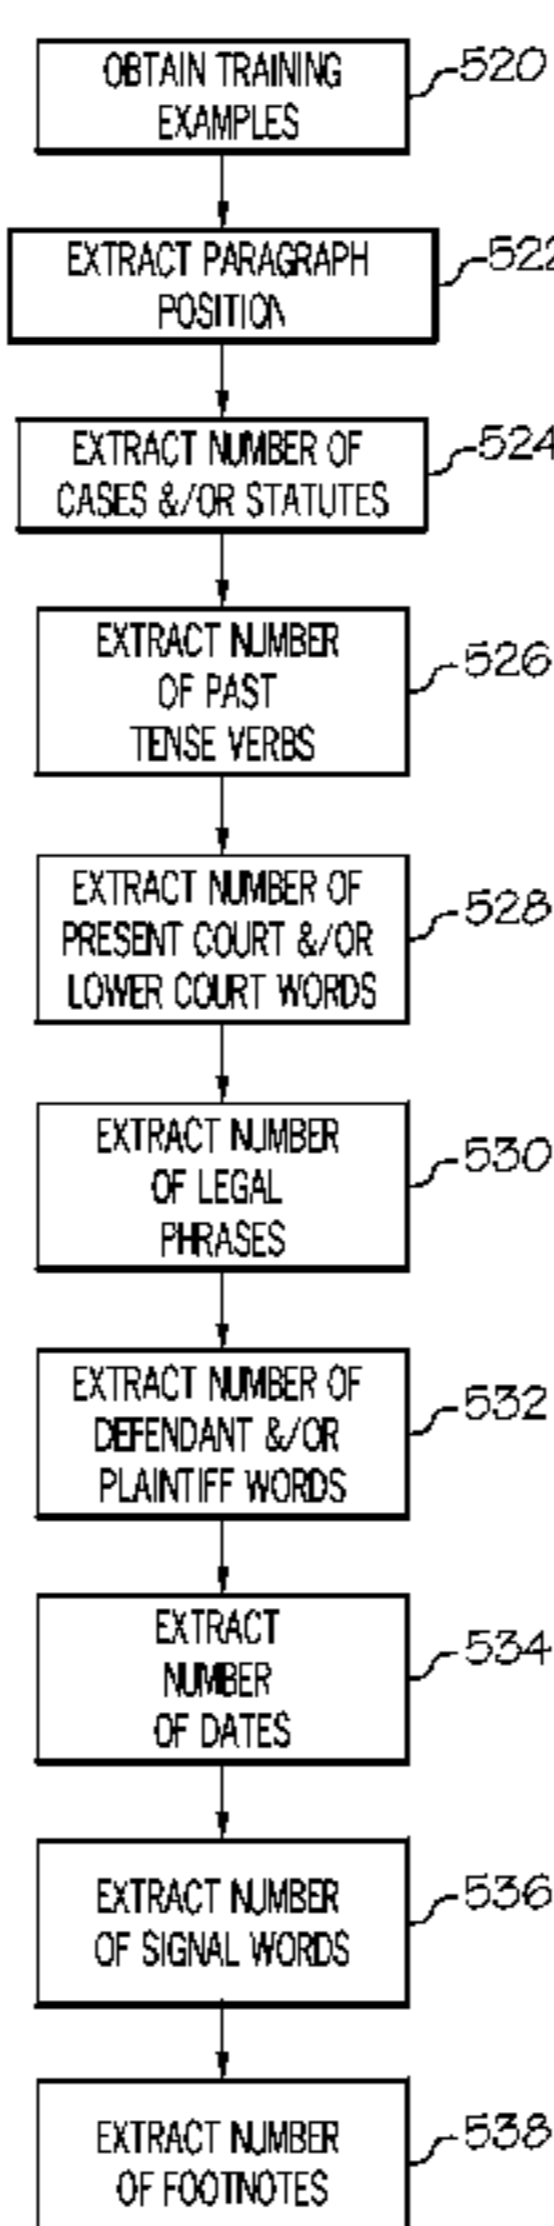 OBTAIN TRAINING
EXAMPLES
520
EXTRACT PARAGRAPH
POSITION
522
EXTRACT NUMBER OF
CASES &/OR STATUTES
524
EXTRACT NUMBER
OF PAST
TENSE VERBS
526
EXTRACT NUMBER OF
PRESENT COURT &/OR
LOWER COURT WORDS
528
EXTRACT NUMBER
OF LEGAL
PHRASES
530
EXTRACT NUMBER OF
DEFENDANT &/OR
PLAINTIFF WORDS
532
EXTRACT
NUMBER
OF DATES
534
EXTRACT NUMBER
OF SIGNAL WORDS
536
EXTRACT NUMBER
OF FOOTNOTES
538